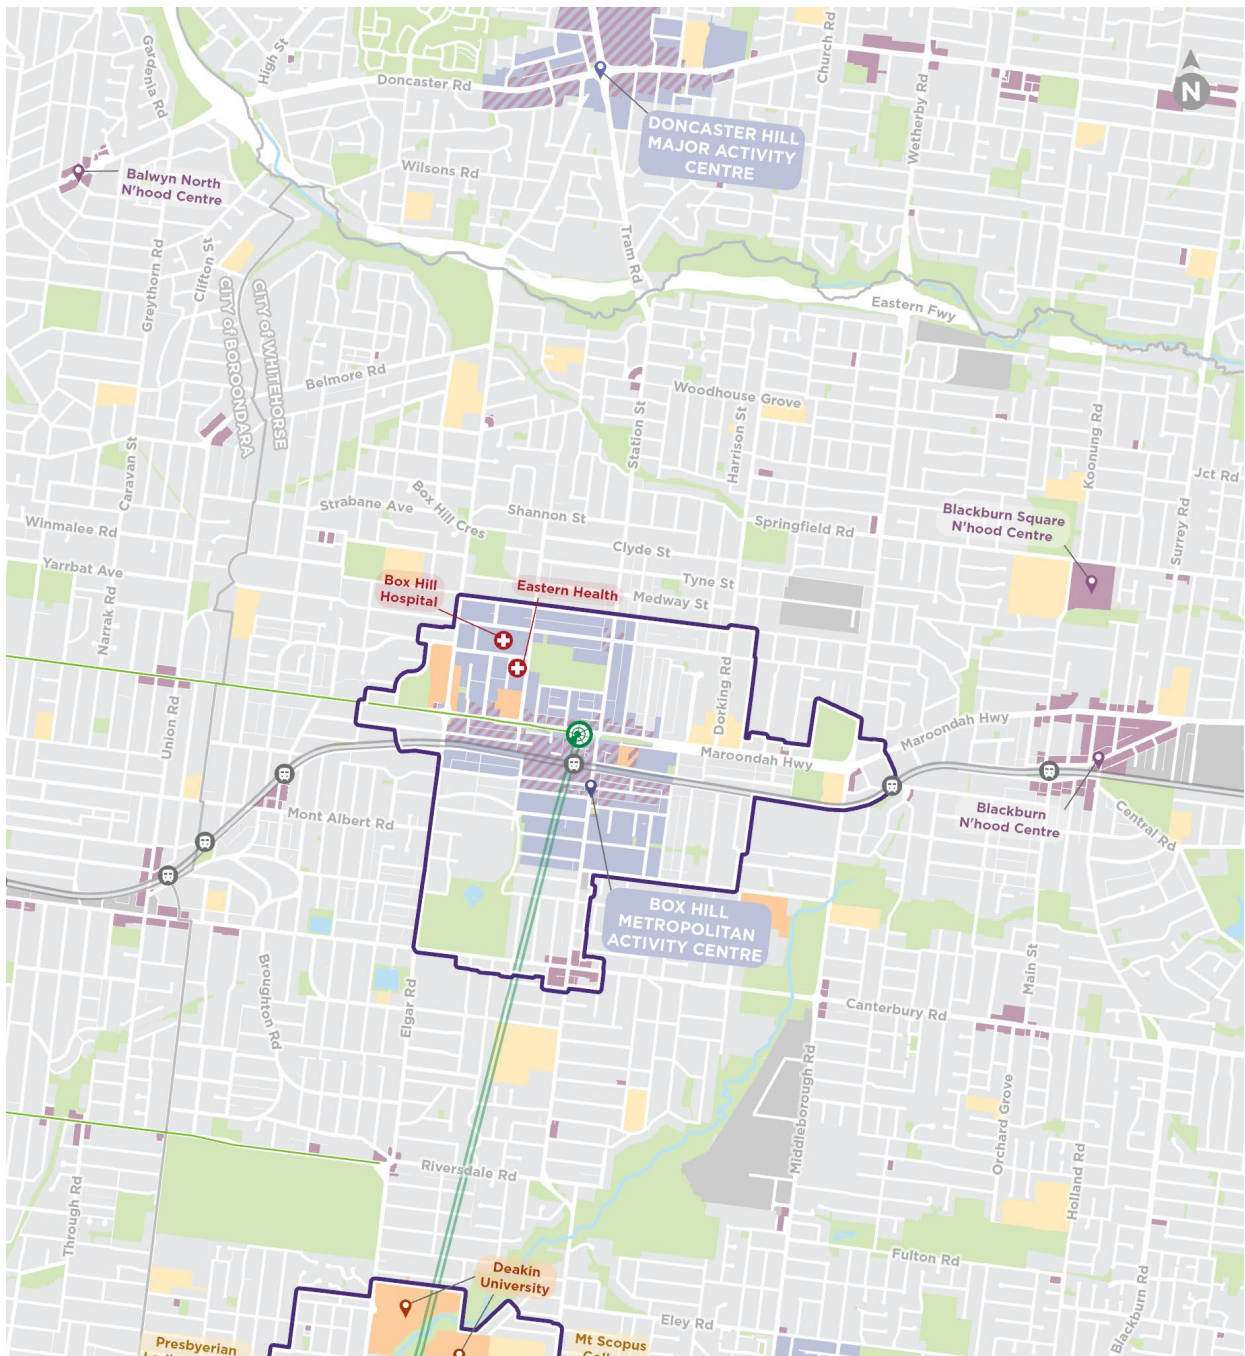 Gardenia Rd
High St
Doncaster Rd
Church Rd
Wetherby Rd
N
DONCASTER HILL
MAJOR ACTIVITY
CENTRE
Balwyn North
N'hood Centre
Wilsons Rd
Greythorn Rd
Clifton St
CITY of BOROONDARA
CITY of WHITEHORSE
Tram Rd
Eastern Fwy
Belmore Rd
Woodhouse Grove
Station St
Harrison St
Koonung Rd
Jct Rd
Caravan St
Strabane Ave
Box Hill Cres
Shannon St
Springfield Rd
Blackburn Square
N'hood Centre
Surrey Rd
Winmalee Rd
Yarrbat Ave
Clyde St
Tyne St
Medway St
Box Hill
Hospital
Eastern Health
Narrak Rd
Union Rd
Dorking Rd
Maroondah Hwy
Maroondah Hwy
Mont Albert Rd
Blackburn
N'hood Centre
Central Rd
BOX HILL
METROPOLITAN
ACTIVITY CENTRE
Broughton Rd
Elgar Rd
Main St
Canterbury Rd
Middleborough Rd
Orchard Grove
Holland Rd
Riversdale Rd
Through Rd
Fulton Rd
Deakin
University
Eley Rd
Blackburn Rd
Presbyerian
Mt Scopus